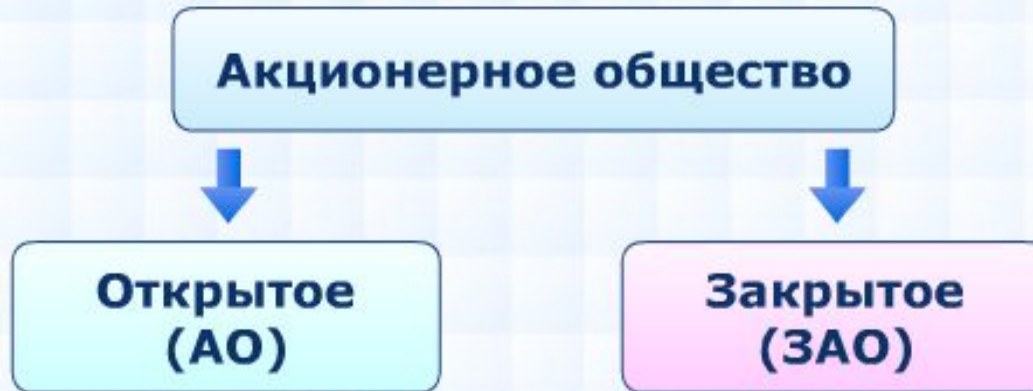 Акционерное общество
Открытое
(АО)
Закрытое
(ЗАО)